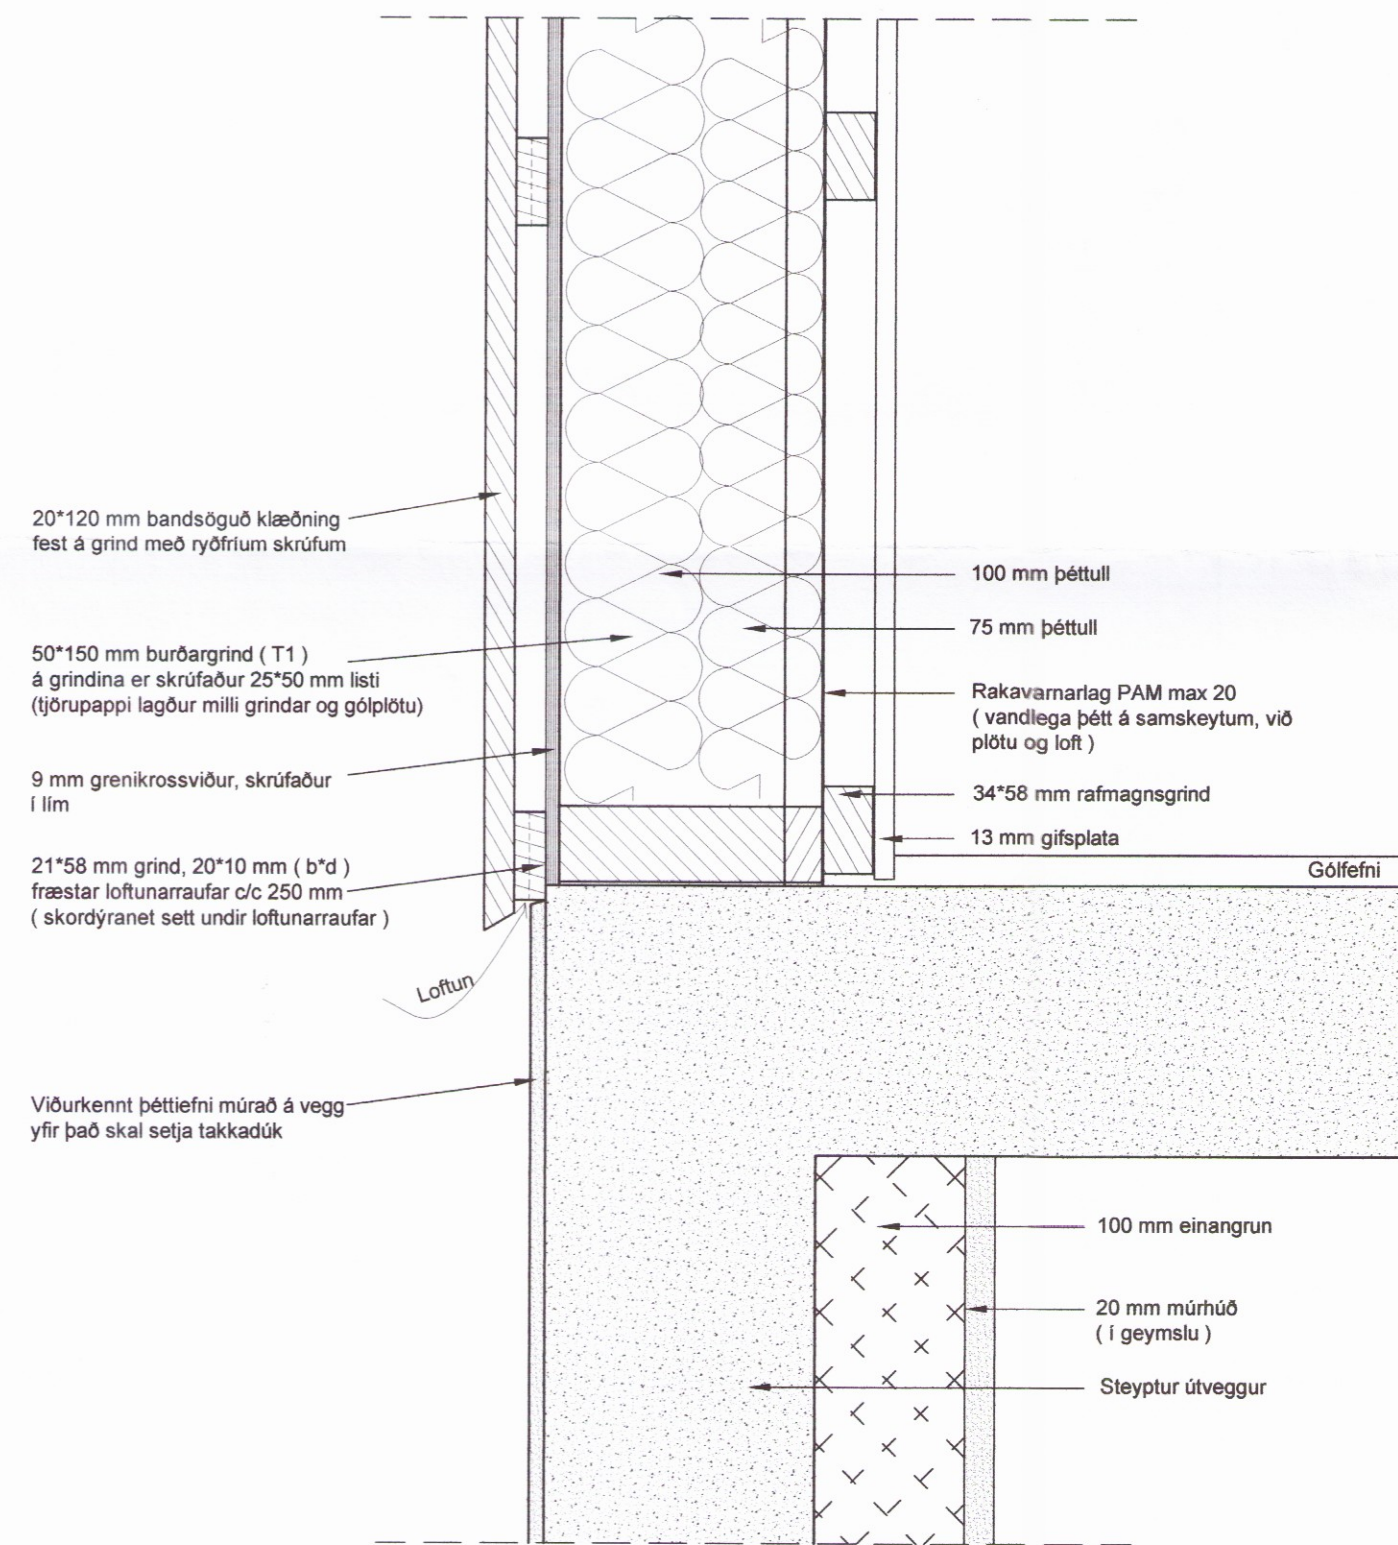 20*120 mm bandsöguð klæðning
fest á grind með ryðfríum skrúfum
50*150 mm burðargrind ( T1 )
á grindina er skrúfaður 25*50 mm listi
(tjörupappi lagður milli grindar og gólplötu)
9 mm grenikrossviður, skrúfaður
í lím
21*58 mm grind, 20*10 mm ( b*d )
fræstar loftunarraufar c/c 250 mm
( skordýranet sett undir loftunarraufar )
Loftun
Viðurkennt þéttiefni múrað á vegg
yfir það skal setja takkadúk
100 mm þéttull
75 mm þéttull
Rakavarnarlag PAM max 20
( vandlega þétt á samskeytum, við
plötu og loft )
34*58 mm rafmagnsgrind
13 mm gifsplata
Gólfefni
100 mm einangrun
20 mm múrhúð
( í geymslu )
Steyptur útveggur